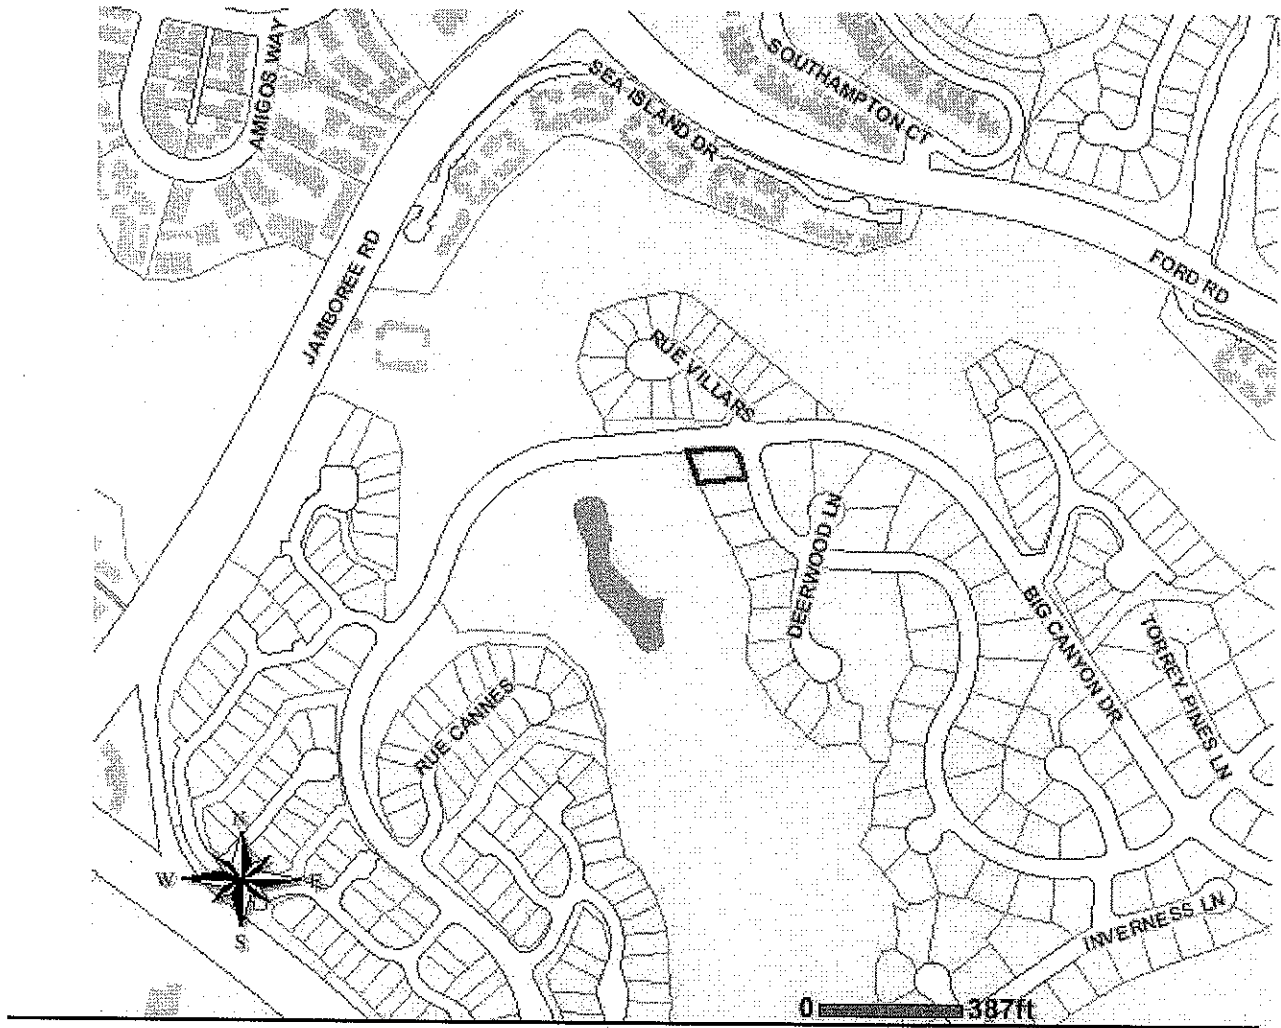 AMIGOS WAY
SOUTHAMPTON CT
SEA ISLAND DR
JAMBOREE RD
FORD RD
RUE VILLARS
DEERWOOD LN
BIG CANYON DR
TORREY PINES LN
RUE CANNES
N
W
E
S
INVERNESS LN
0 387ft